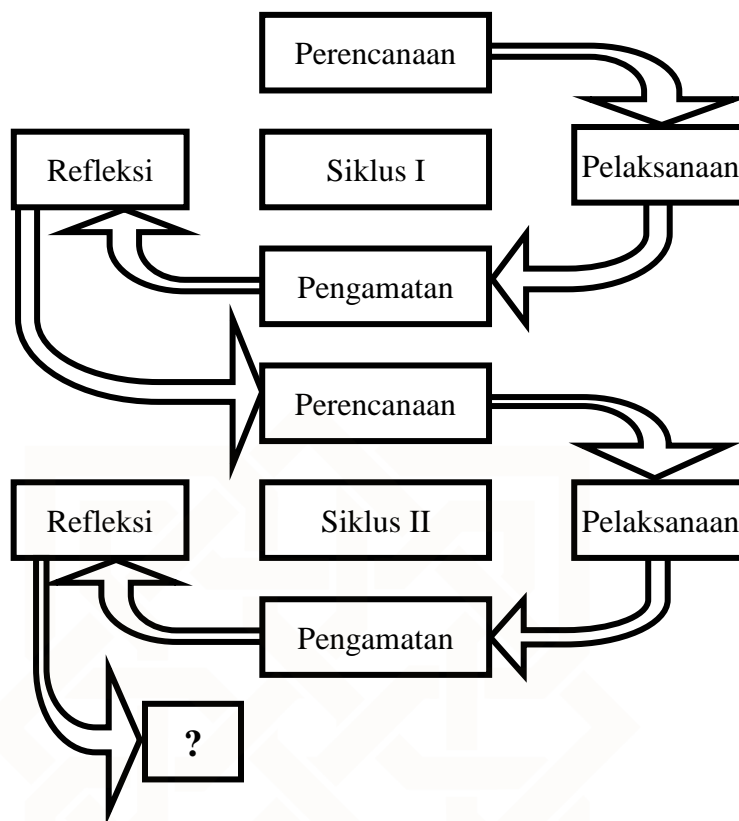 Perencanaan
Refleksi
Siklus I
Pelaksanaan
Pengamatan
Perencanaan
Refleksi
Siklus II
Pelaksanaan
Pengamatan
?